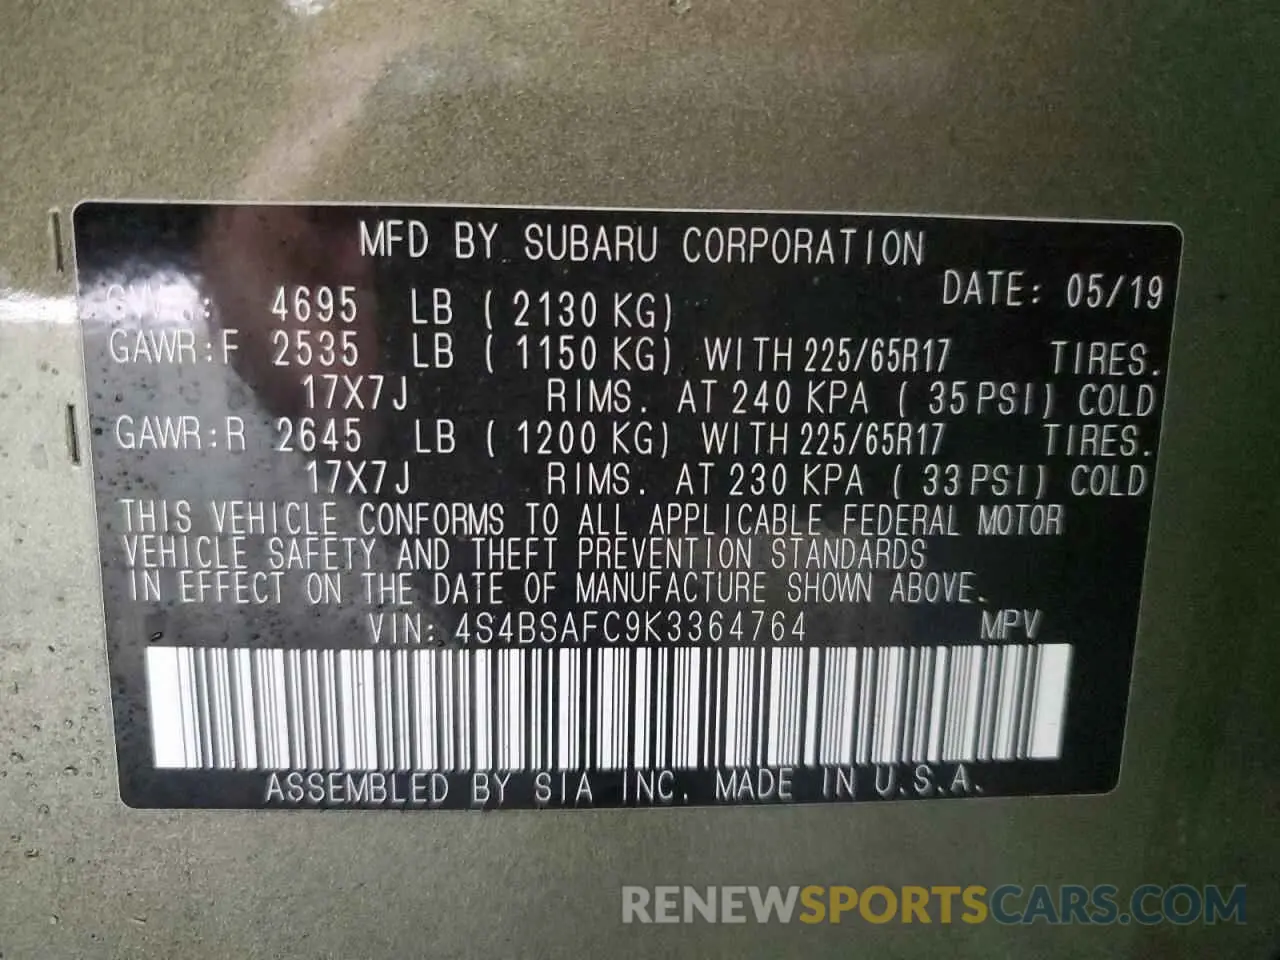 MFD BY SUBARU CORPORATION
DATE: 05/19
GVWR: 4695 LB ( 2130 KG)
GAWR:F 2535 LB ( 1150 KG) WITH 225/65R17 TIRES.
17X7J RIMS. AT 240 KPA ( 35 PSI) COLD
GAWR:R 2645 LB ( 1200 KG) WITH 225/65R17 TIRES.
17X7J RIMS. AT 230 KPA ( 33 PSI) COLD
THIS VEHICLE CONFORMS TO ALL APPLICABLE FEDERAL MOTOR
VEHICLE SAFETY AND THEFT PREVENTION STANDARDS
IN EFFECT ON THE DATE OF MANUFACTURE SHOWN ABOVE.
VIN: 4S4BSAFC9K3364764 MPV
ASSEMBLED BY SIA INC. MADE IN U.S.A.
RENEWSPORTSCARS.COM